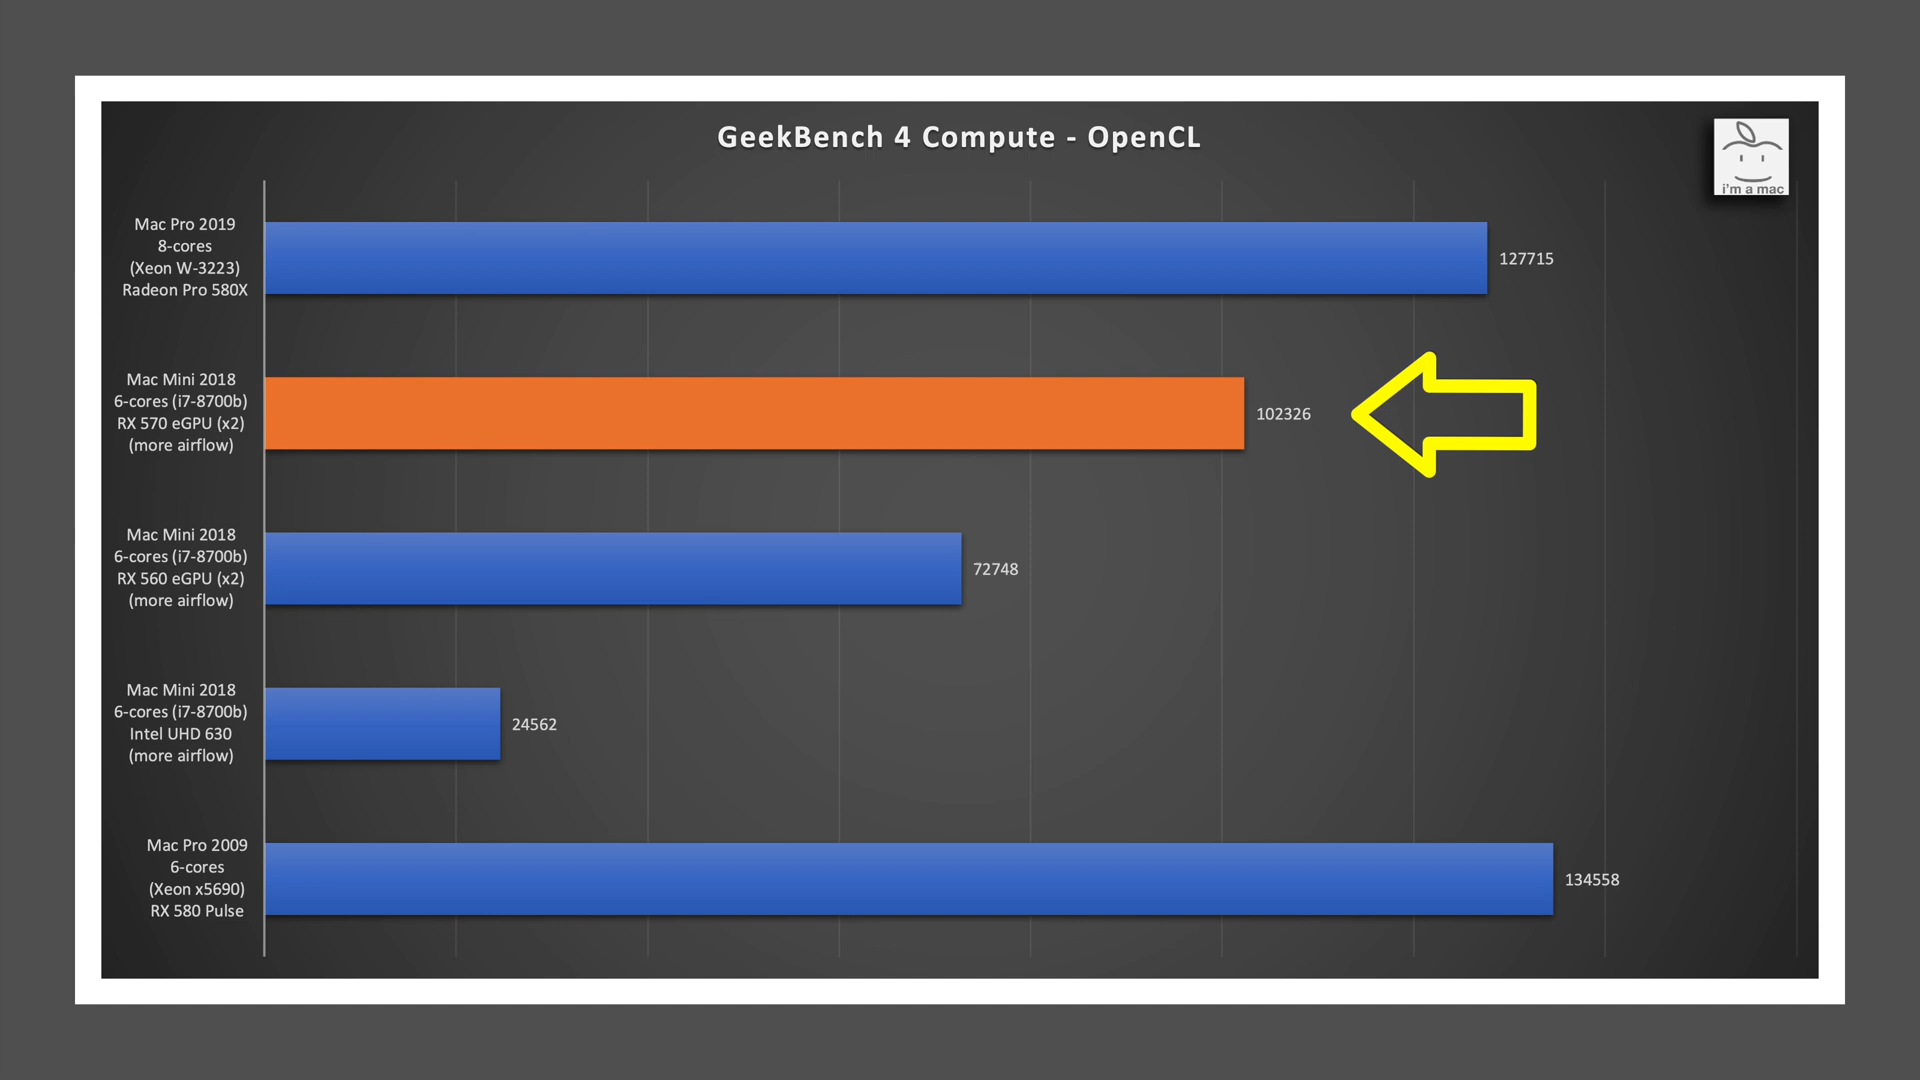 GeekBench 4 Compute - OpenCL
i'm a mac
Mac Pro 2019
8-cores
(Xeon W-3223)
Radeon Pro 580X
127715
Mac Mini 2018
6-cores (i7-8700b)
RX 570 eGPU (x2)
(more airflow)
102326
Mac Mini 2018
6-cores (i7-8700b)
RX 560 eGPU (x2)
(more airflow)
72748
Mac Mini 2018
6-cores (i7-8700b)
Intel UHD 630
(more airflow)
24562
Mac Pro 2009
6-cores
(Xeon x5690)
RX 580 Pulse
134558